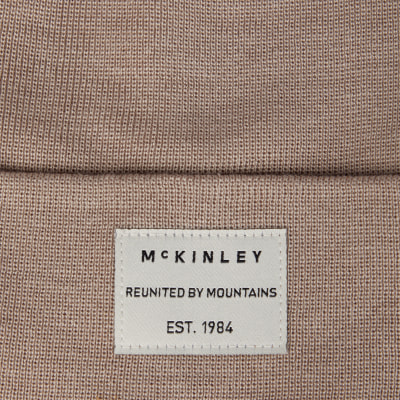 McKINLEY
REUNITED BY MOUNTAINS
EST. 1984